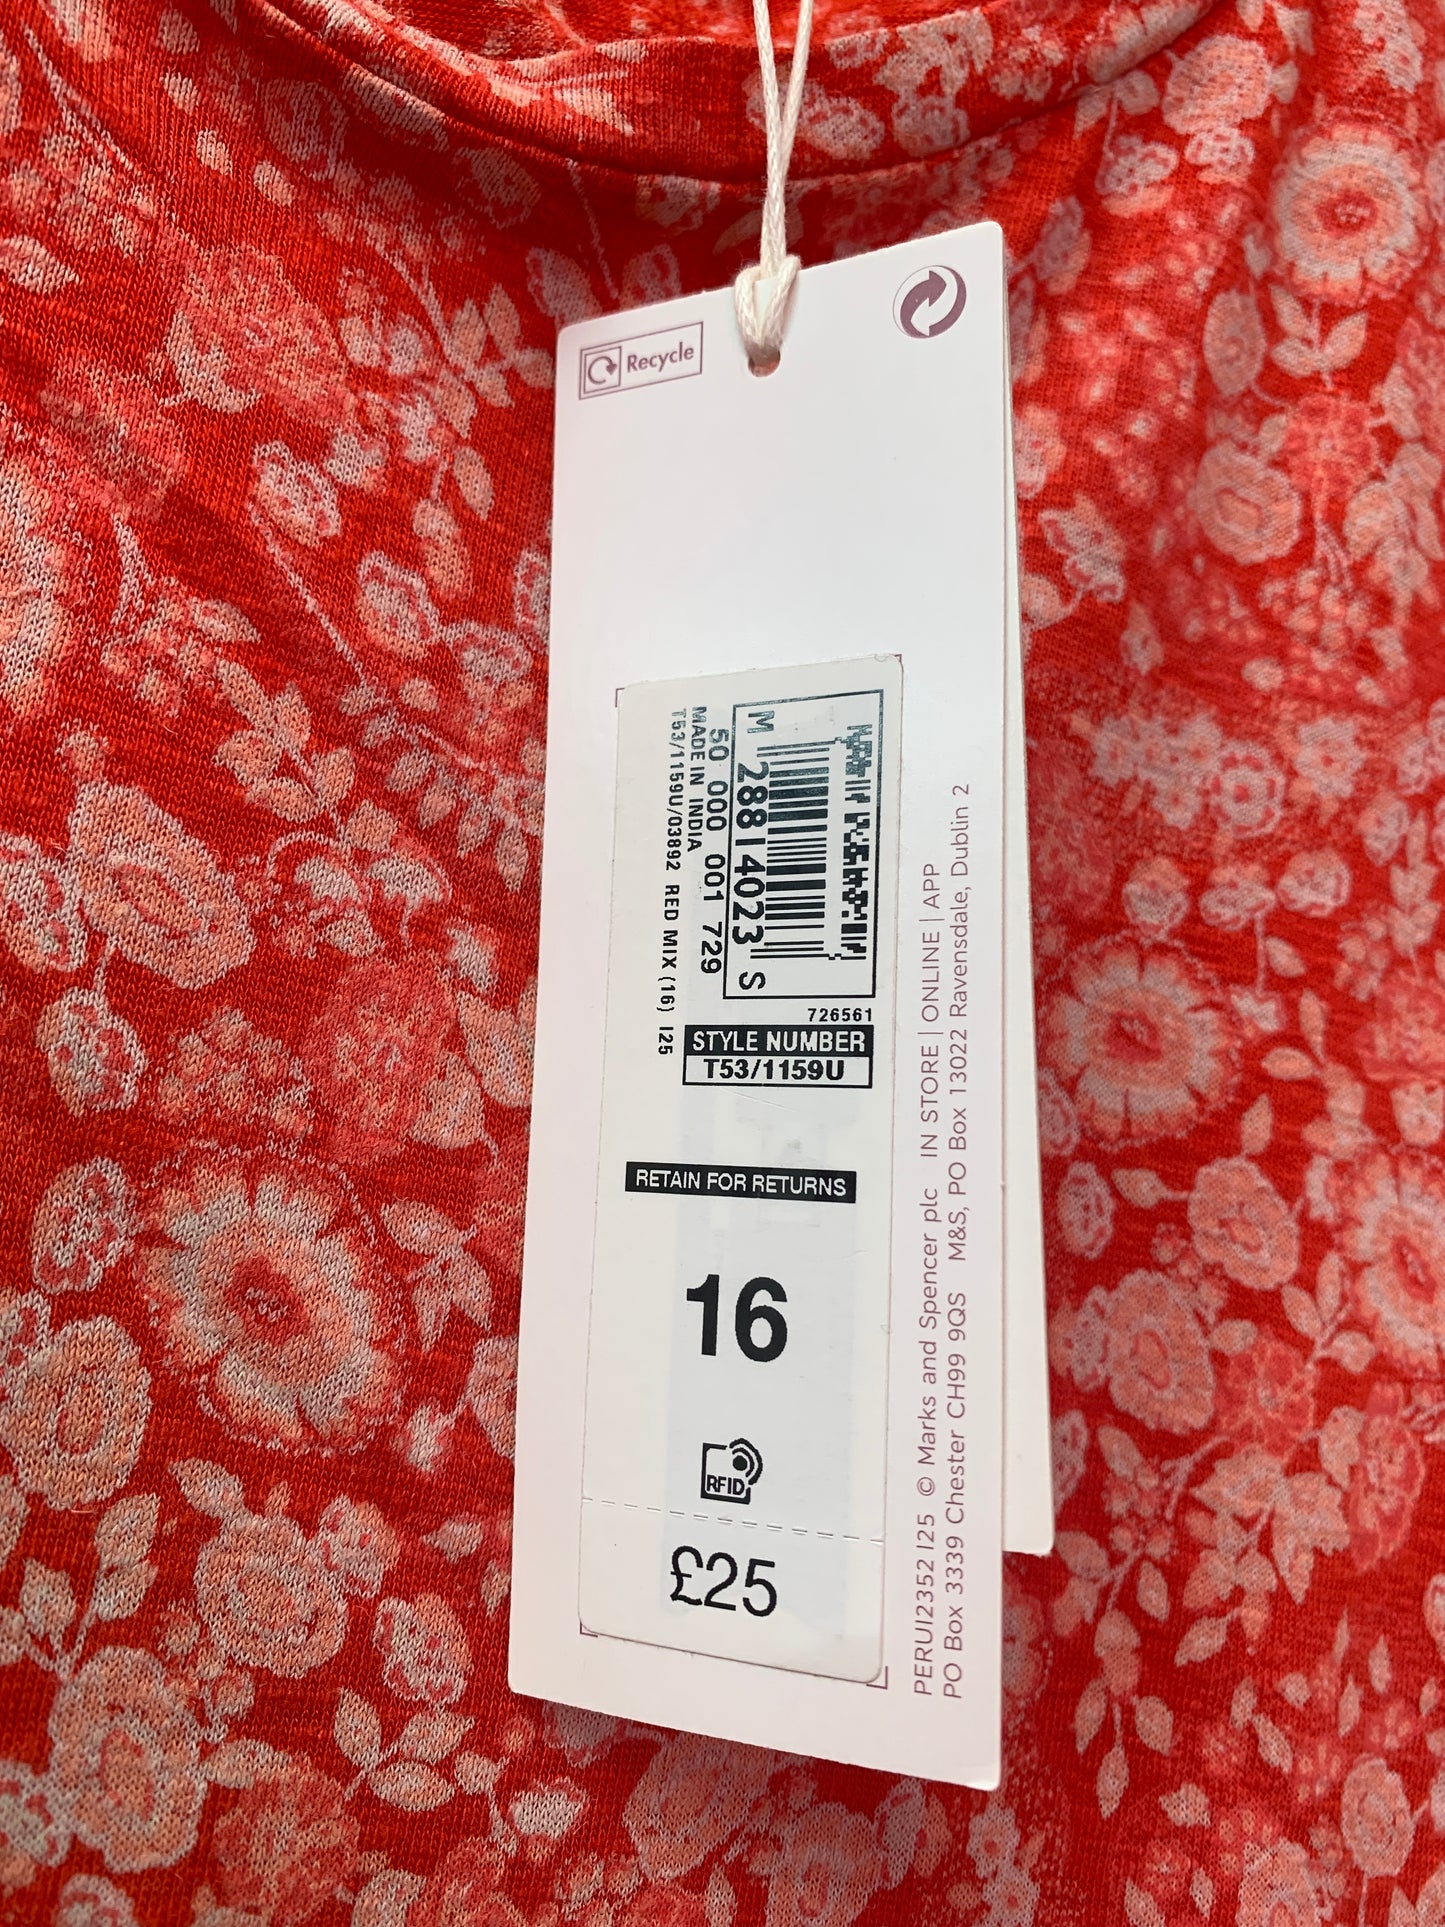 Recycle
M 28814023 S
50 000 001 729
MADE IN INDIA
T53/1159U/03892 RED MIX (16) I25
726561
STYLE NUMBER
T53/1159U
RETAIN FOR RETURNS
16
RFID
£25
PERUI2352 I25 © Marks and Spencer plc IN STORE | ONLINE | APP
PO Box 3339 Chester CH99 9QS M&S, PO Box 13022 Ravensdale, Dublin 2